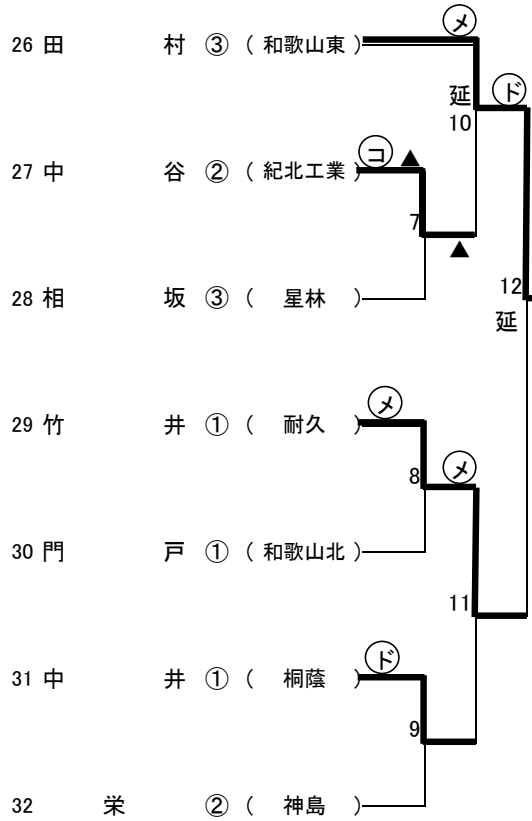 メ
26 田 村 ③ ( 和歌山東 )
延 ド
10
コ ▲
27 中 谷 ② ( 紀北工業 )
7
▲
12
28 相 坂 ③ ( 星林 )
延
メ
29 竹 井 ① ( 耐久 )
メ
8
30 門 戸 ① ( 和歌山北 )
11
ド
31 中 井 ① ( 桐蔭 )
9
32 栄 ② ( 神島 )